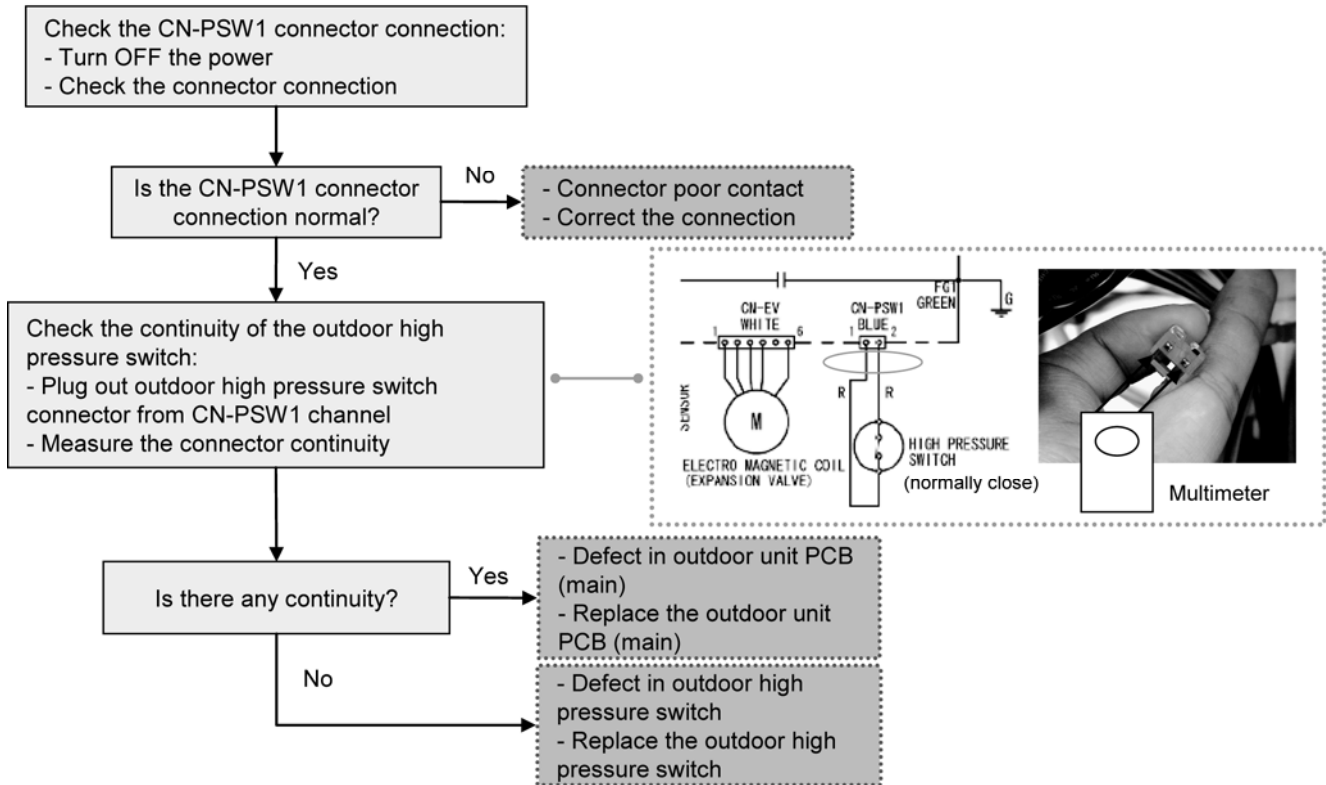 Check the CN-PSW1 connector connection:
- Turn OFF the power
- Check the connector connection
Is the CN-PSW1 connector
connection normal?
No
- Connector poor contact
- Correct the connection
Yes
Check the continuity of the outdoor high
pressure switch:
- Plug out outdoor high pressure switch
connector from CN-PSW1 channel
- Measure the connector continuity
FG1
GREEN
G
CN-EV
WHITE
1
6
CN-PSW1
BLUE
1
2
SENSOR
R
R
M
ELECTRO MAGNETIC COIL
(EXPANSION VALVE)
HIGH PRESSURE
SWITCH
(normally close)
Multimeter
Is there any continuity?
Yes
- Defect in outdoor unit PCB
(main)
- Replace the outdoor unit
PCB (main)
No
- Defect in outdoor high
pressure switch
- Replace the outdoor high
pressure switch